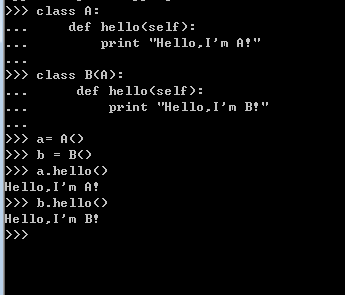 >>> class A:
...     def hello(self):
...         print "Hello,I'm A!"
...
>>> class B(A):
...      def hello(self):
...          print "Hello,I'm B!"
...
>>> a= A()
>>> b = B()
>>> a.hello()
Hello,I'm A!
>>> b.hello()
Hello,I'm B!
>>>